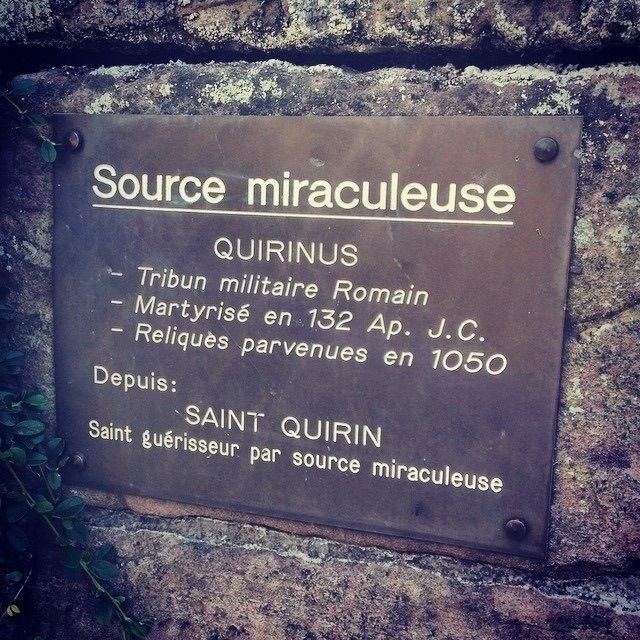 Source miraculeuse
QUIRINUS
- Tribun militaire Romain
- Martyrisé en 132 Ap. J.C.
- Reliques parvenues en 1050
Depuis:
SAINT QUIRIN
Saint guérisseur par source miraculeuse